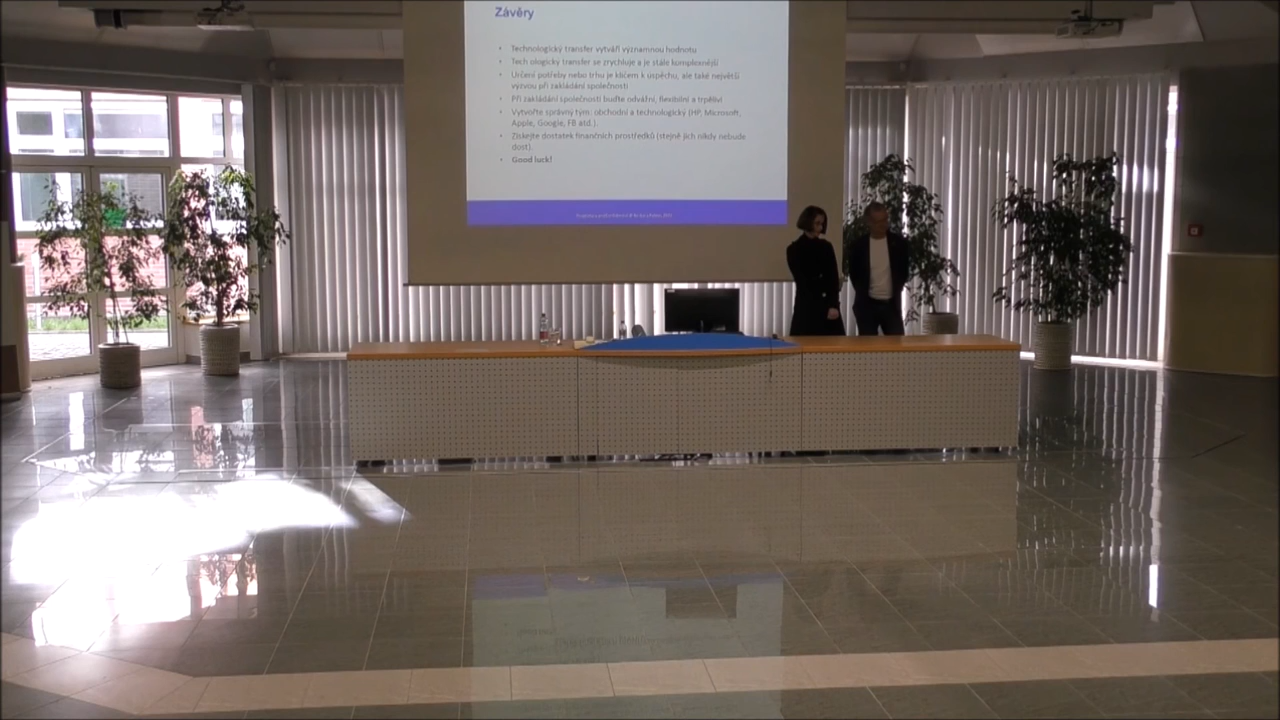 Závěry
• Technologický transfer vytváří významnou hodnotu
• Tech ologický transfer se zrychluje a je stále komplexnější
• Určení potřeby nebo trhu je klíčem k úspěchu, ale také největší
výzvou při zakládání společnosti
• Při zakládání společnosti buďte odvážní, flexibilní a trpěliví
• Vytvořte správný tým: obchodní a technologický (HP, Microsoft,
Apple, Google, FB atd.).
• Získejte dostatek finančních prostředků (stejně jich nikdy nebude
dost).
• Good luck!